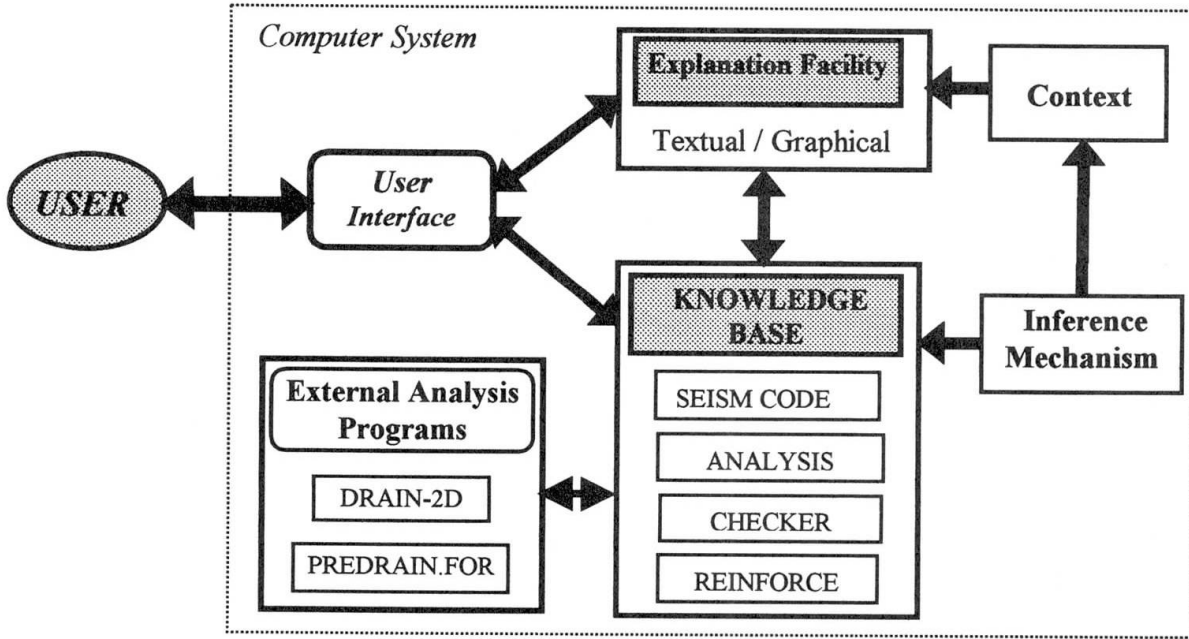 Computer System
Explanation Facility
Textual / Graphical
Context
USER
User
Interface
KNOWLEDGE
BASE
SEISM CODE
ANALYSIS
CHECKER
REINFORCE
Inference
Mechanism
External Analysis
Programs
DRAIN-2D
PREDRAIN.FOR